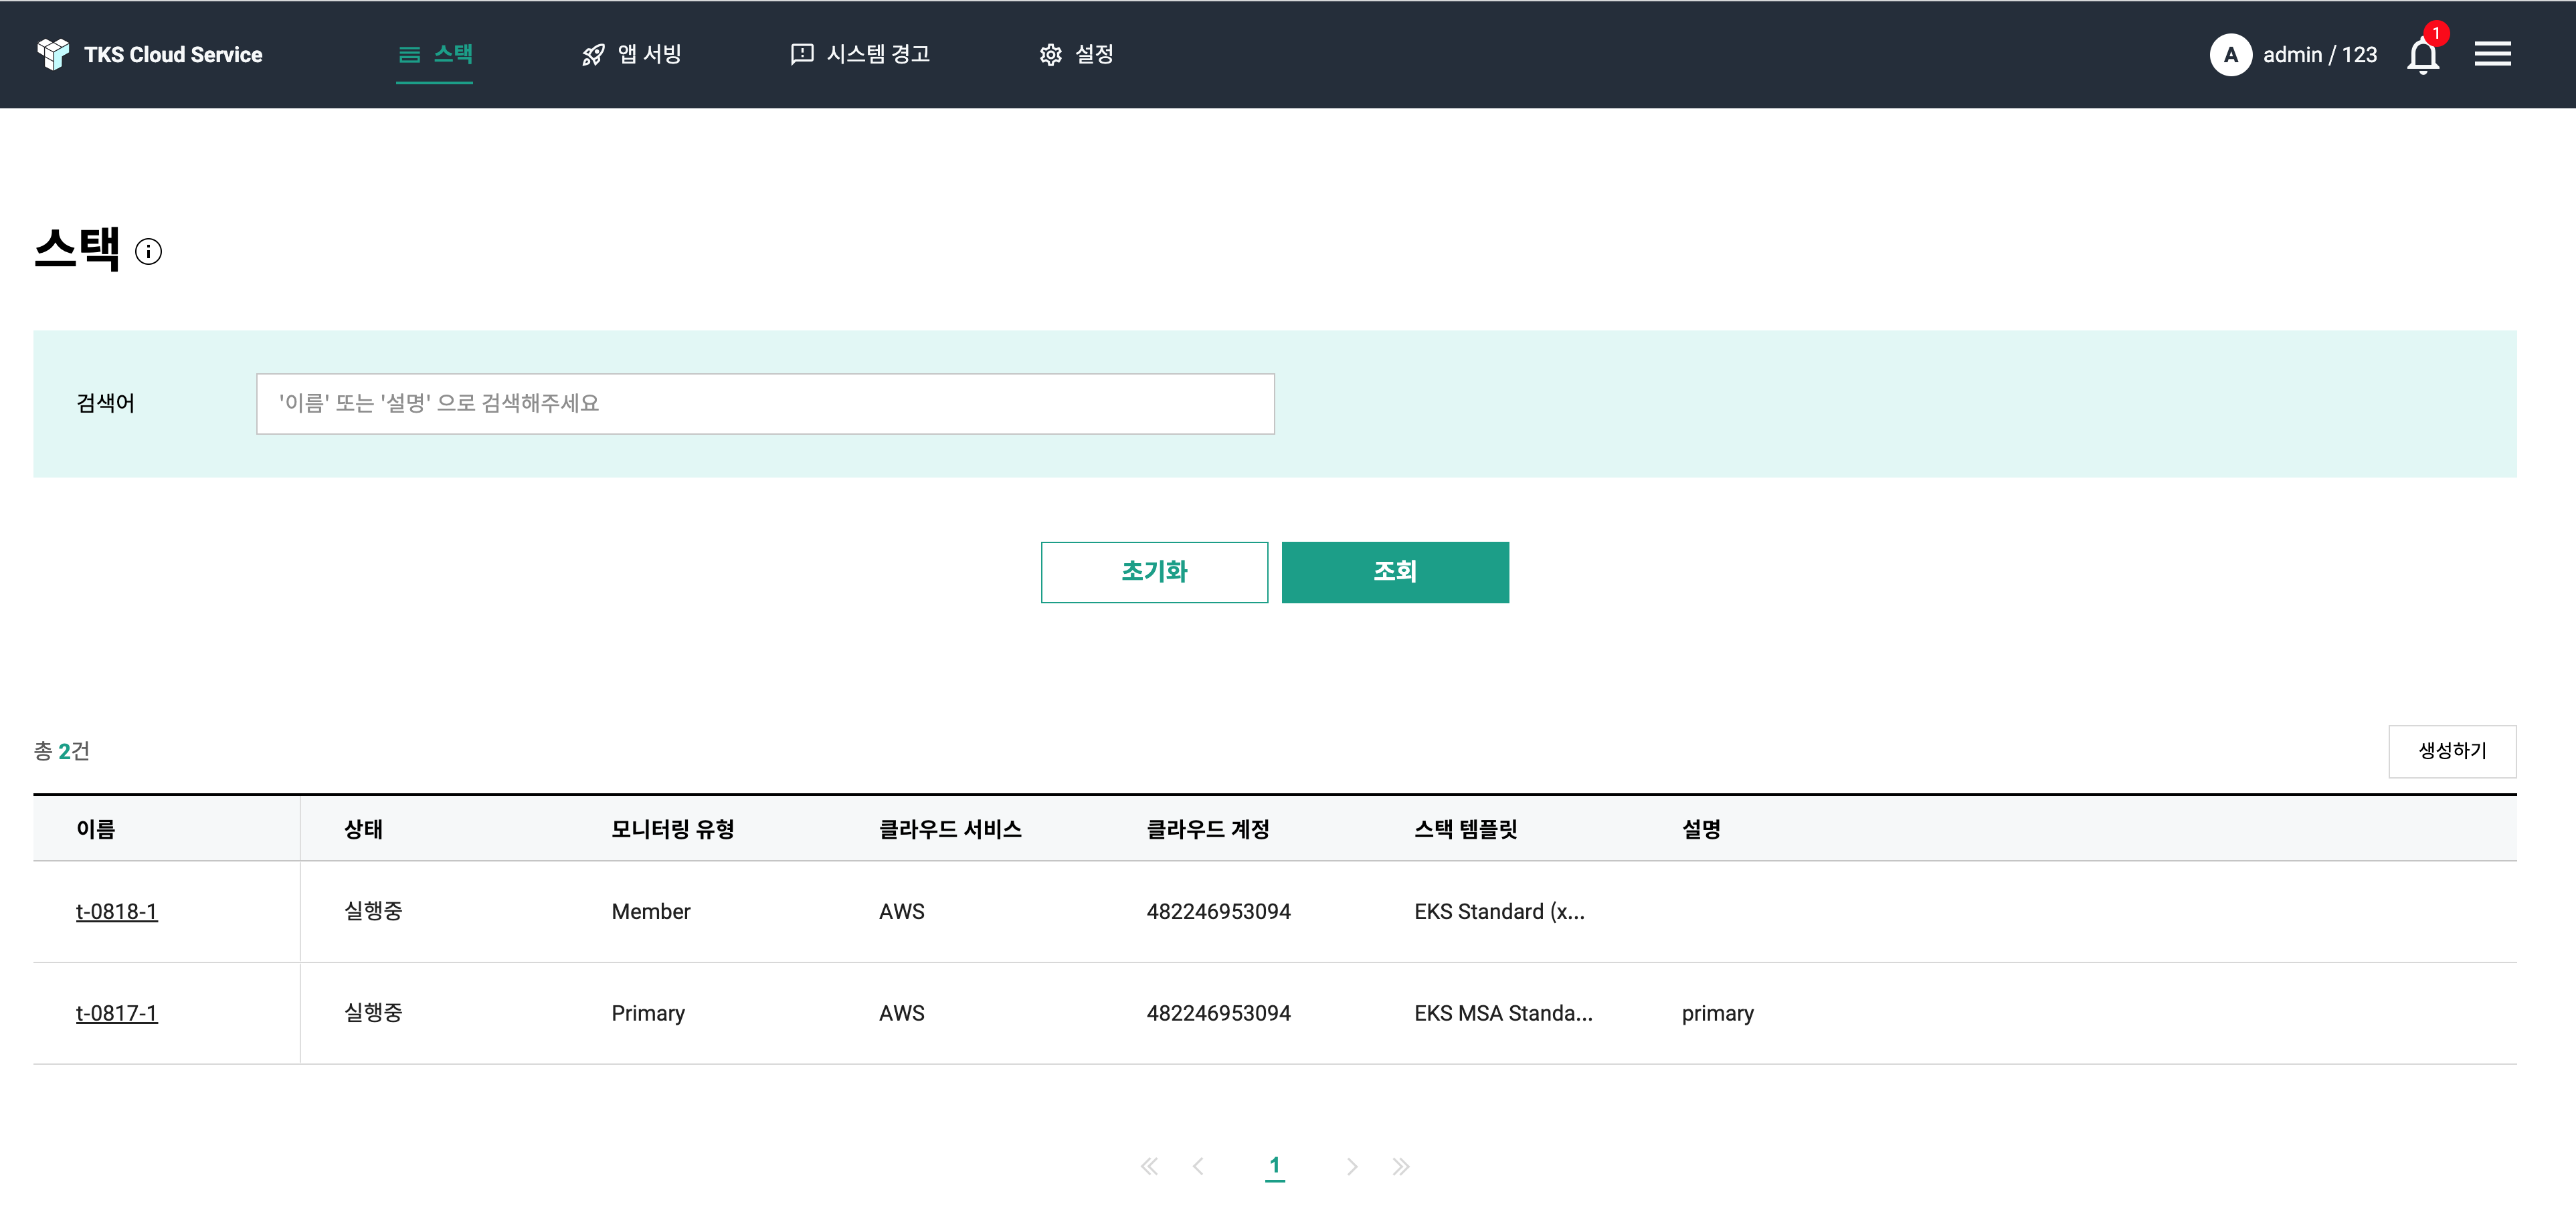 TKS Cloud Service 스택 앱 서빙 시스템 경고 설정 A admin / 123 1
스택
검색어 '이름' 또는 '설명' 으로 검색해주세요
초기화 조회
총 2건 생성하기
이름 상태 모니터링 유형 클라우드 서비스 클라우드 계정 스택 템플릿 설명
t-0818-1 실행중 Member AWS 482246953094 EKS Standard (x...
t-0817-1 실행중 Primary AWS 482246953094 EKS MSA Standa... primary
1